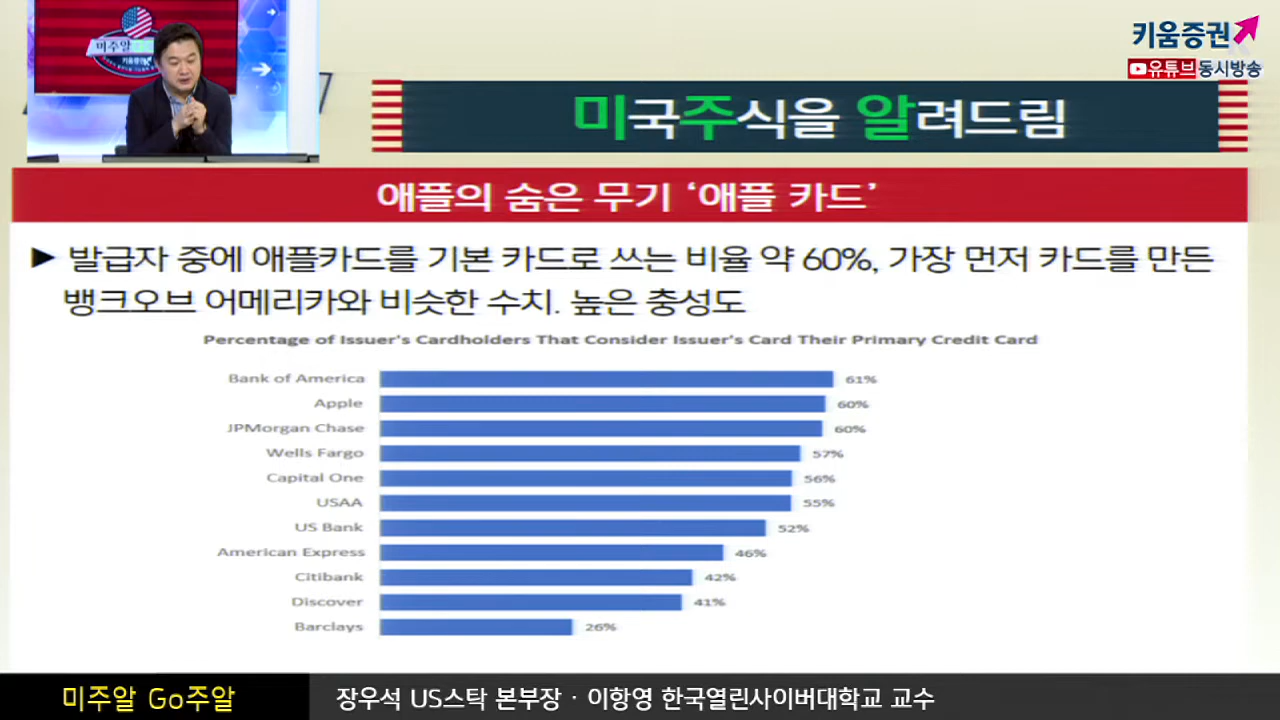 미주알
키움증권
키움증권
유튜브동시방송
미국주식을 알려드림
애플의 숨은 무기 ‘애플 카드’
▶ 발급자 중에 애플카드를 기본 카드로 쓰는 비율 약 60%, 가장 먼저 카드를 만든
뱅크오브 어메리카와 비슷한 수치. 높은 충성도
Percentage of Issuer's Cardholders That Consider Issuer's Card Their Primary Credit Card
Bank of America 61%
Apple 60%
JPMorgan Chase 60%
Wells Fargo 57%
Capital One 56%
USAA 55%
US Bank 52%
American Express 46%
Citibank 42%
Discover 41%
Barclays 26%
미주알 Go주알
장우석 US스탁 본부장 · 이항영 한국열린사이버대학교 교수